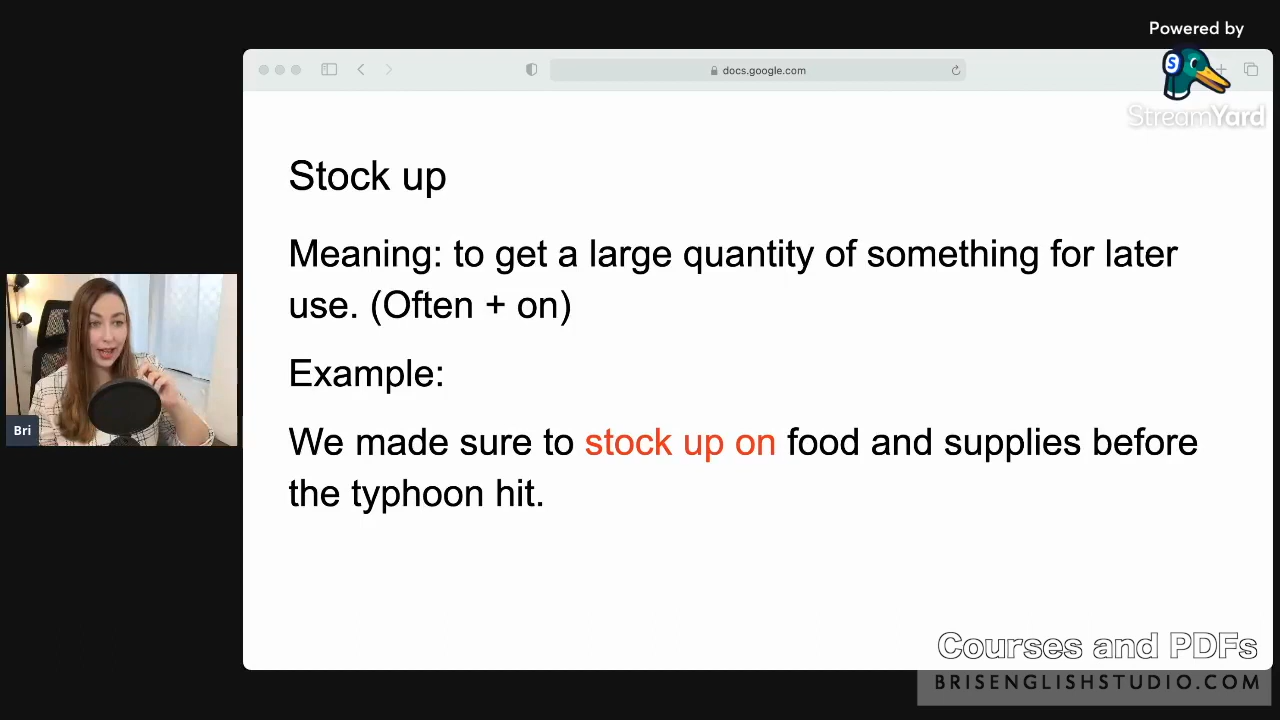 Powered by
StreamYard
docs.google.com
Stock up
Meaning: to get a large quantity of something for later
use. (Often + on)
Example:
We made sure to stock up on food and supplies before
the typhoon hit.
Bri
Courses and PDFs
BRISENGLISHSTUDIO.COM